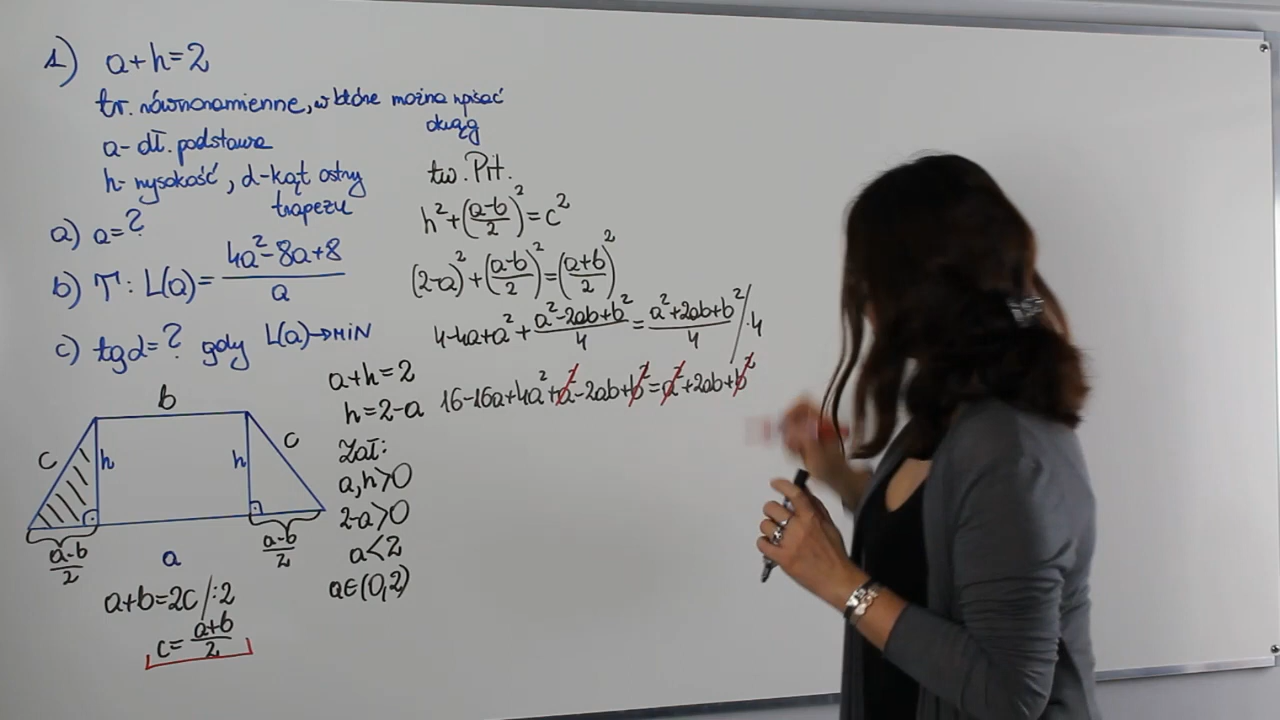 1) a+h=2
tr. równoramienne, w które można wpisać
okrąg
a - dł. podstawa
h - wysokość, α - kąt ostry
trapezu
a) a=?
b) T: L(a)= (4a²-8a+8)/a
c) tgα=? gdy L(a)→MIN
b
c h h c
(a-b)/2 a (a-b)/2
a+b=2c /:2
c= (a+b)/2
a+h=2
h=2-a
Zał:
a,h>0
2-a>0
a<2
a∈(0,2)
tw. Pit.
h²+((a-b)/2)²=c²
(2-a)²+((a-b)/2)²=((a+b)/2)²
4-4a+a²+(a²-2ab+b²)/4=(a²+2ab+b²)/4 /·4
16-16a+4a²+a²-2ab+b²=a²+2ab+b²